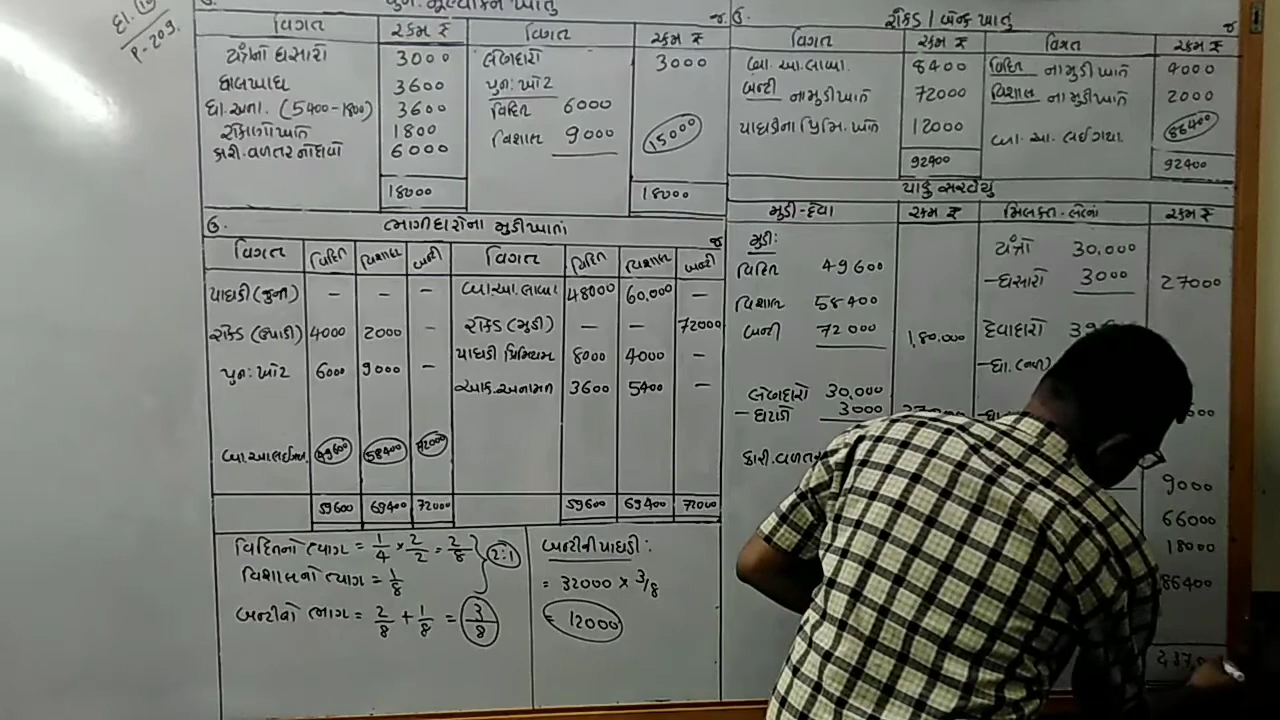 દા. 19
P-209.
પુનઃ મૂલ્યાંકન ખાતું
ઉ. જ.
વિગત રકમ ₹ વિગત રકમ ₹
યંત્રોનો ઘસારો 3000 લેણદારો 3000
ઘાલખાધ 3600 પુનઃ ખોટ
ઘા.અના. (5400-1800) 3600 વિદિત 6000
રોકાણો ખાતે 1800 વિશાલ 9000 15000
કારી. વળતર નોંધાયો 6000
18000 18000
ઉ. રોકડ / બેન્ક ખાતું જ
વિગત રકમ ₹ વિગત રકમ ₹
બા. આ. લાવ્યા. 8400 વિદિત ના મુડી ખાતે 4000
બન્ટી ના મુડી ખાતે 72000 વિશાલ ના મુડી ખાતે 2000
પાઘડીના પ્રિમિ. ખાતે 12000 બા. આ. લઈ ગયા 86400
92400 92400
ઉ. ભાગીદારોના મુડી ખાતાં જ
વિગત વિદિત વિશાલ બન્ટી વિગત વિદિત વિશાલ બન્ટી
પાઘડી (જુની) - - - બા.આ. લાવ્યા 48000 60,000 -
રોકડ (ઉપાડી) 4000 2000 - રોકડ (મુડી) - - 72000
પુનઃ ખોટ 6000 9000 - પાઘડી પ્રિમિયમ 8000 4000 -
આક. અનામત 3600 5400 -
બા.આ લઈ ગયા. 49600 58400 72000
59600 69400 72000 59600 69400 72000
વિદિતનો ત્યાગ = 1/4 × 2/2 = 2/8 } 2:1
વિશાલનો ત્યાગ = 1/8
બન્ટીનો ભાગ = 2/8 + 1/8 = 3/8
બન્ટીની પાઘડી :
= 32000 × 3/8
= 12000
પાકું સરવૈયું
મુડી-દેવા રકમ ₹ મિલકત-લેણાં રકમ ₹
મુડી: યંત્રો 30,000
વિદિત 49600 - ઘસારો 3000 27000
વિશાલ 58400
બન્ટી 72000 1,80,000 દેવાદારો
લેણદારો 30,000 - ઘા.
- ઘટાડો 3000
કારી. વળતર
9000
66000
18000
86400